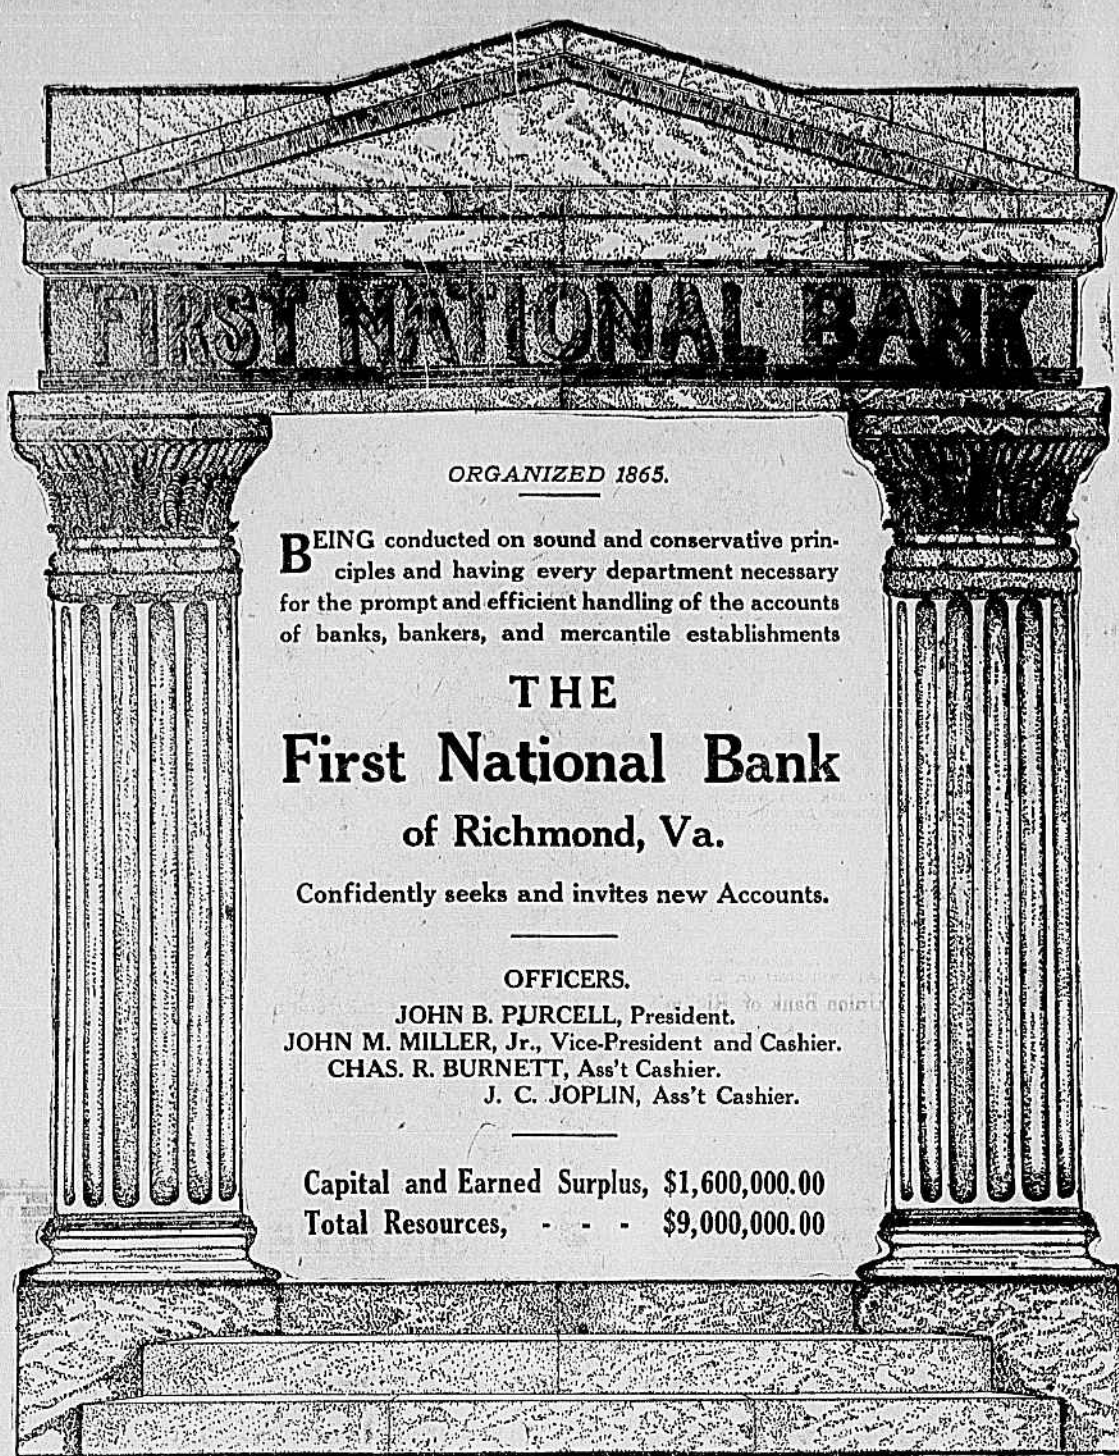 FIRST NATIONAL BANK
ORGANIZED 1865.
BEING conducted on sound and conservative prin-
ciples and having every department necessary
for the prompt and efficient handling of the accounts
of banks, bankers, and mercantile establishments
THE
First National Bank
of Richmond, Va.
Confidently seeks and invites new Accounts.
OFFICERS.
JOHN B. PURCELL, President.
JOHN M. MILLER, Jr., Vice-President and Cashier.
CHAS. R. BURNETT, Ass't Cashier.
J. C. JOPLIN, Ass't Cashier.
Capital and Earned Surplus, $1,600,000.00
Total Resources, - - - $9,000,000.00